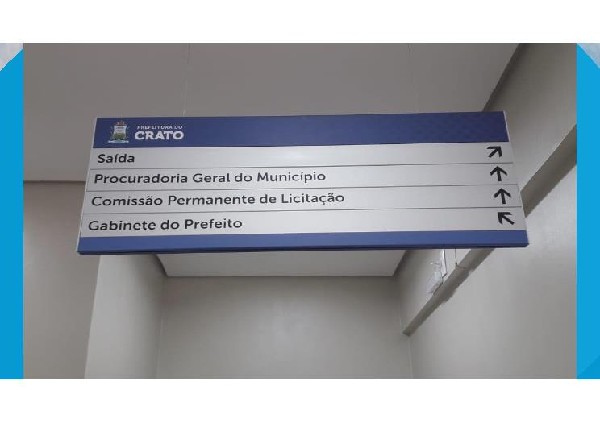 PREFEITURA DO
CRATO
Saída
Procuradoria Geral do Município
Comissão Permanente de Licitação
Gabinete do Prefeito